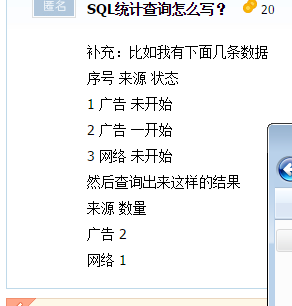 匿名 SQL统计查询怎么写？ 20
补充：比如我有下面几条数据
序号 来源 状态
1 广告 未开始
2 广告 一开始
3 网络 未开始
然后查询出来这样的结果
来源 数量
广告 2
网络 1